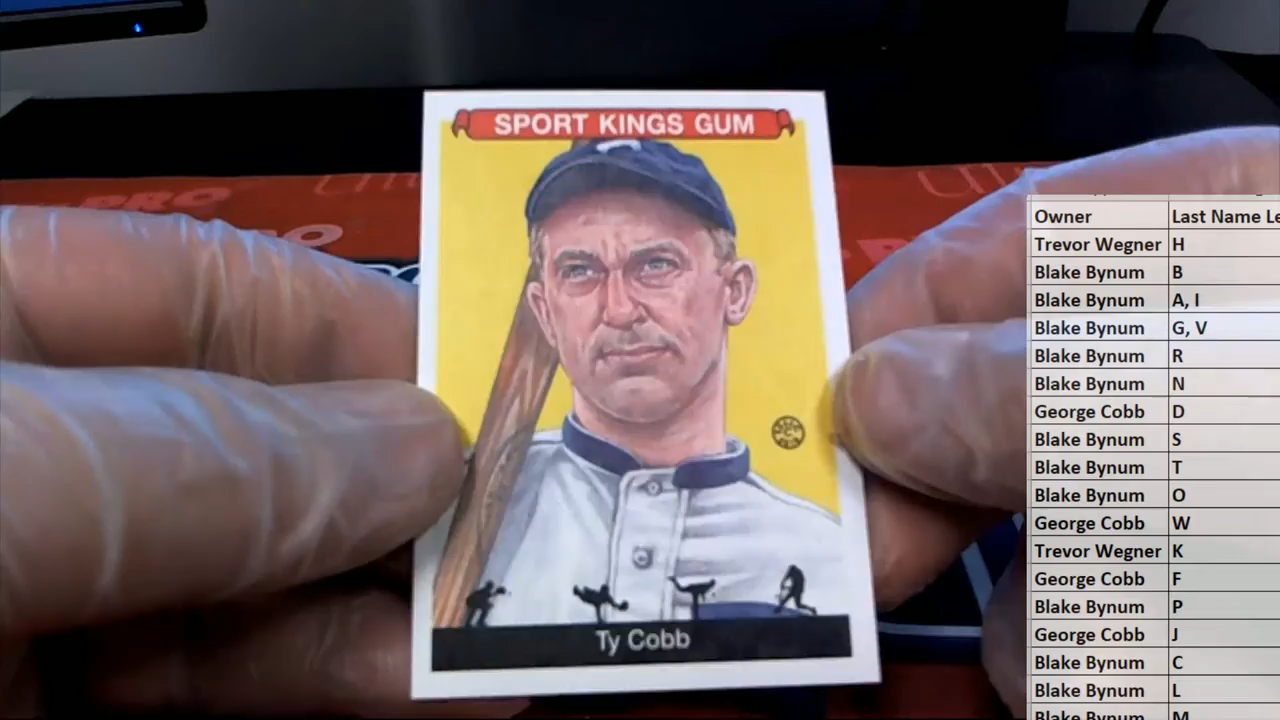 SPORT KINGS GUM
Ty Cobb
PRO
Owner Last Name Le
Trevor Wegner H
Blake Bynum B
Blake Bynum A, I
Blake Bynum G, V
Blake Bynum R
Blake Bynum N
George Cobb D
Blake Bynum S
Blake Bynum T
Blake Bynum O
George Cobb W
Trevor Wegner K
George Cobb F
Blake Bynum P
George Cobb J
Blake Bynum C
Blake Bynum L
Blake Bynum M